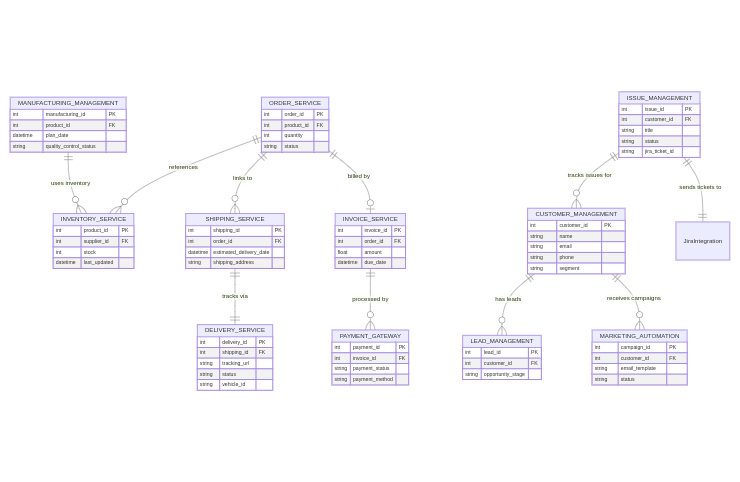 MANUFACTURING_MANAGEMENT
int manufacturing_id PK
int product_id FK
datetime plan_date
string quality_control_status
ORDER_SERVICE
int order_id PK
int product_id FK
int quantity
string status
ISSUE_MANAGEMENT
int issue_id PK
int customer_id FK
string title
string status
string jira_ticket_id
uses inventory
references
links to
billed by
tracks issues for
sends tickets to
INVENTORY_SERVICE
int product_id PK
int supplier_id FK
int stock
datetime last_updated
SHIPPING_SERVICE
int shipping_id PK
int order_id FK
datetime estimated_delivery_date
string shipping_address
INVOICE_SERVICE
int invoice_id PK
int order_id FK
float amount
datetime due_date
CUSTOMER_MANAGEMENT
int customer_id PK
string name
string email
string phone
string segment
JiraIntegration
tracks via
processed by
has leads
receives campaigns
DELIVERY_SERVICE
int delivery_id PK
int shipping_id FK
string tracking_url
string status
string vehicle_id
PAYMENT_GATEWAY
int payment_id PK
int invoice_id FK
string payment_status
string payment_method
LEAD_MANAGEMENT
int lead_id PK
int customer_id FK
string opportunity_stage
MARKETING_AUTOMATION
int campaign_id PK
int customer_id FK
string email_template
string status